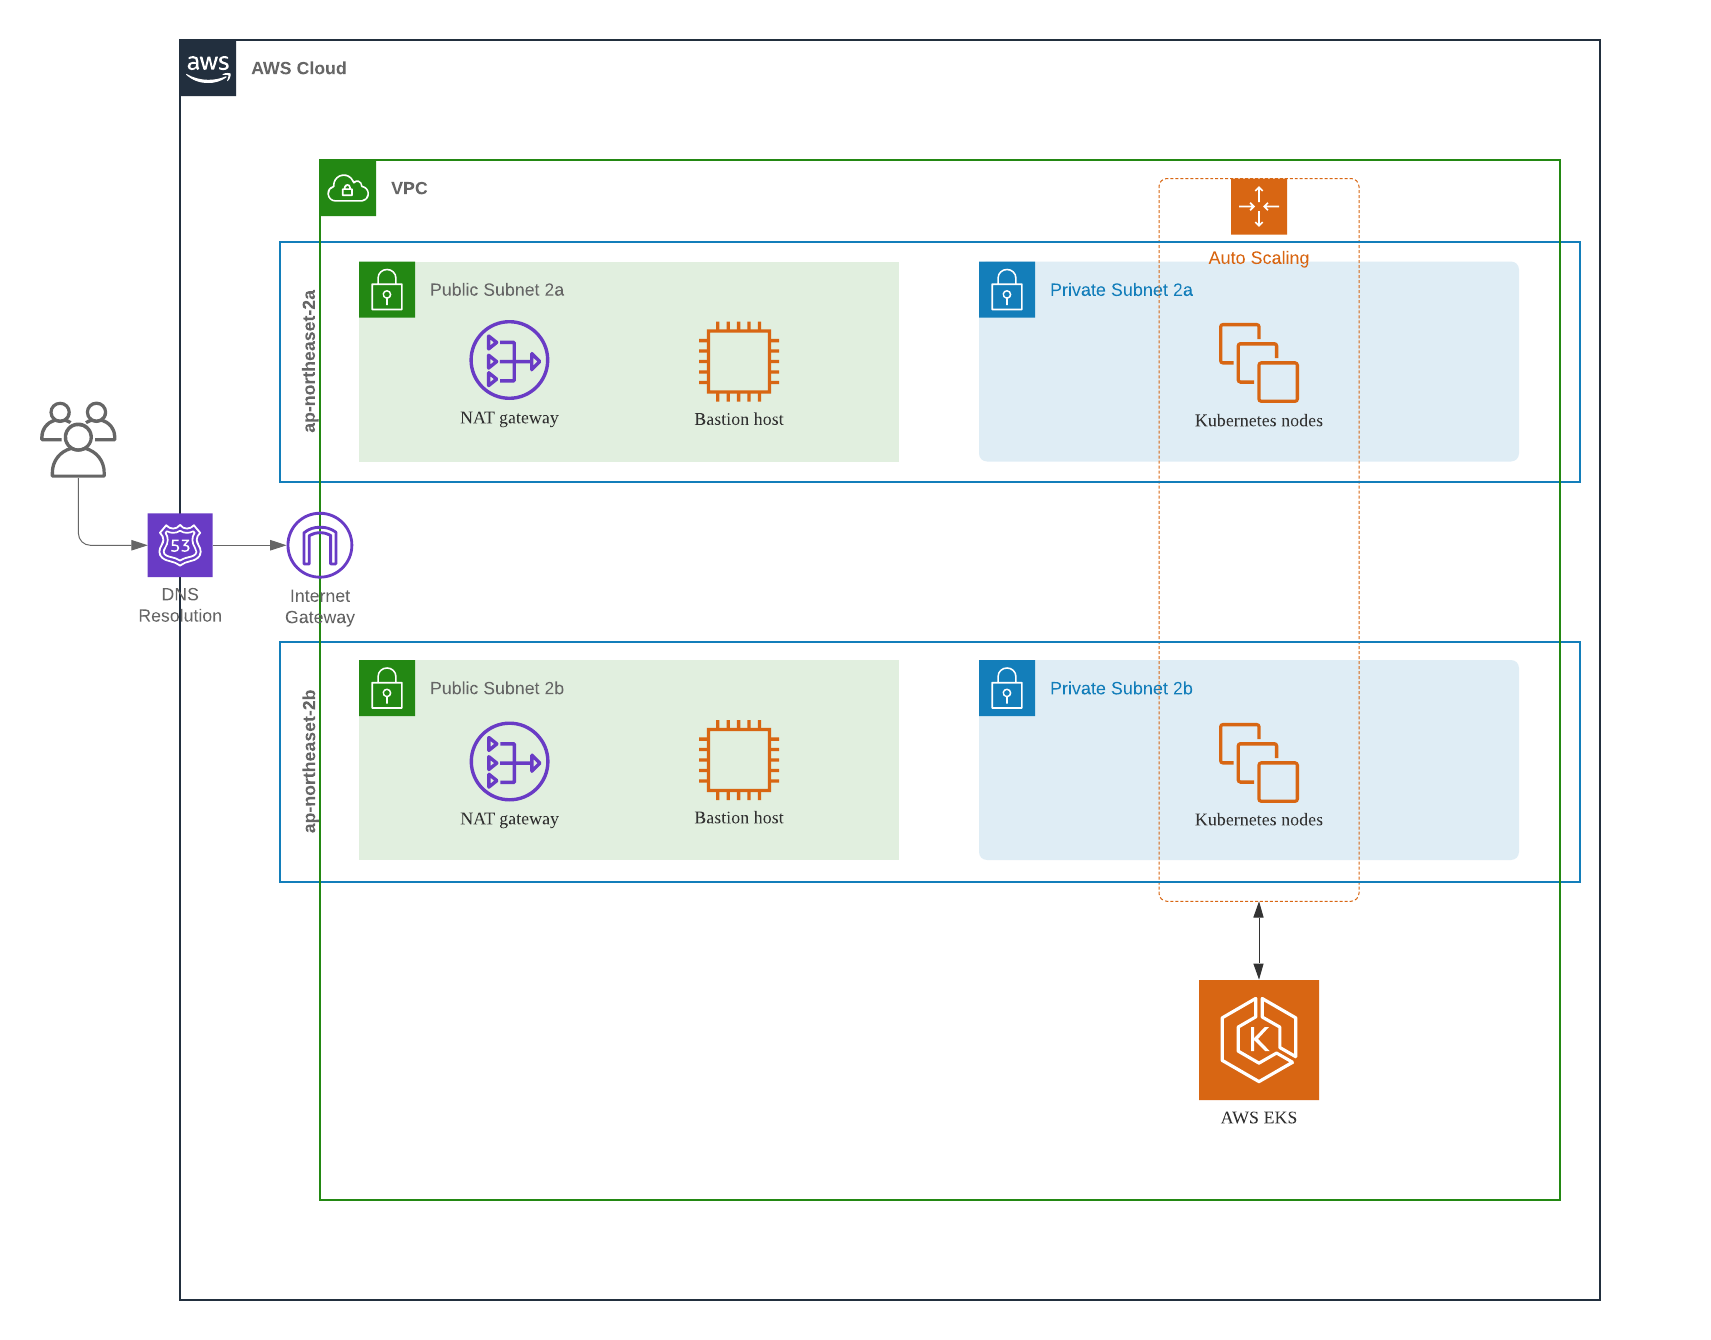 aws
AWS Cloud
VPC
Auto Scaling
ap-northeaset-2a
Public Subnet 2a
Private Subnet 2a
NAT gateway
Bastion host
Kubernetes nodes
53
DNS
Resolution
Internet
Gateway
ap-northeaset-2b
Public Subnet 2b
Private Subnet 2b
NAT gateway
Bastion host
Kubernetes nodes
K
AWS EKS